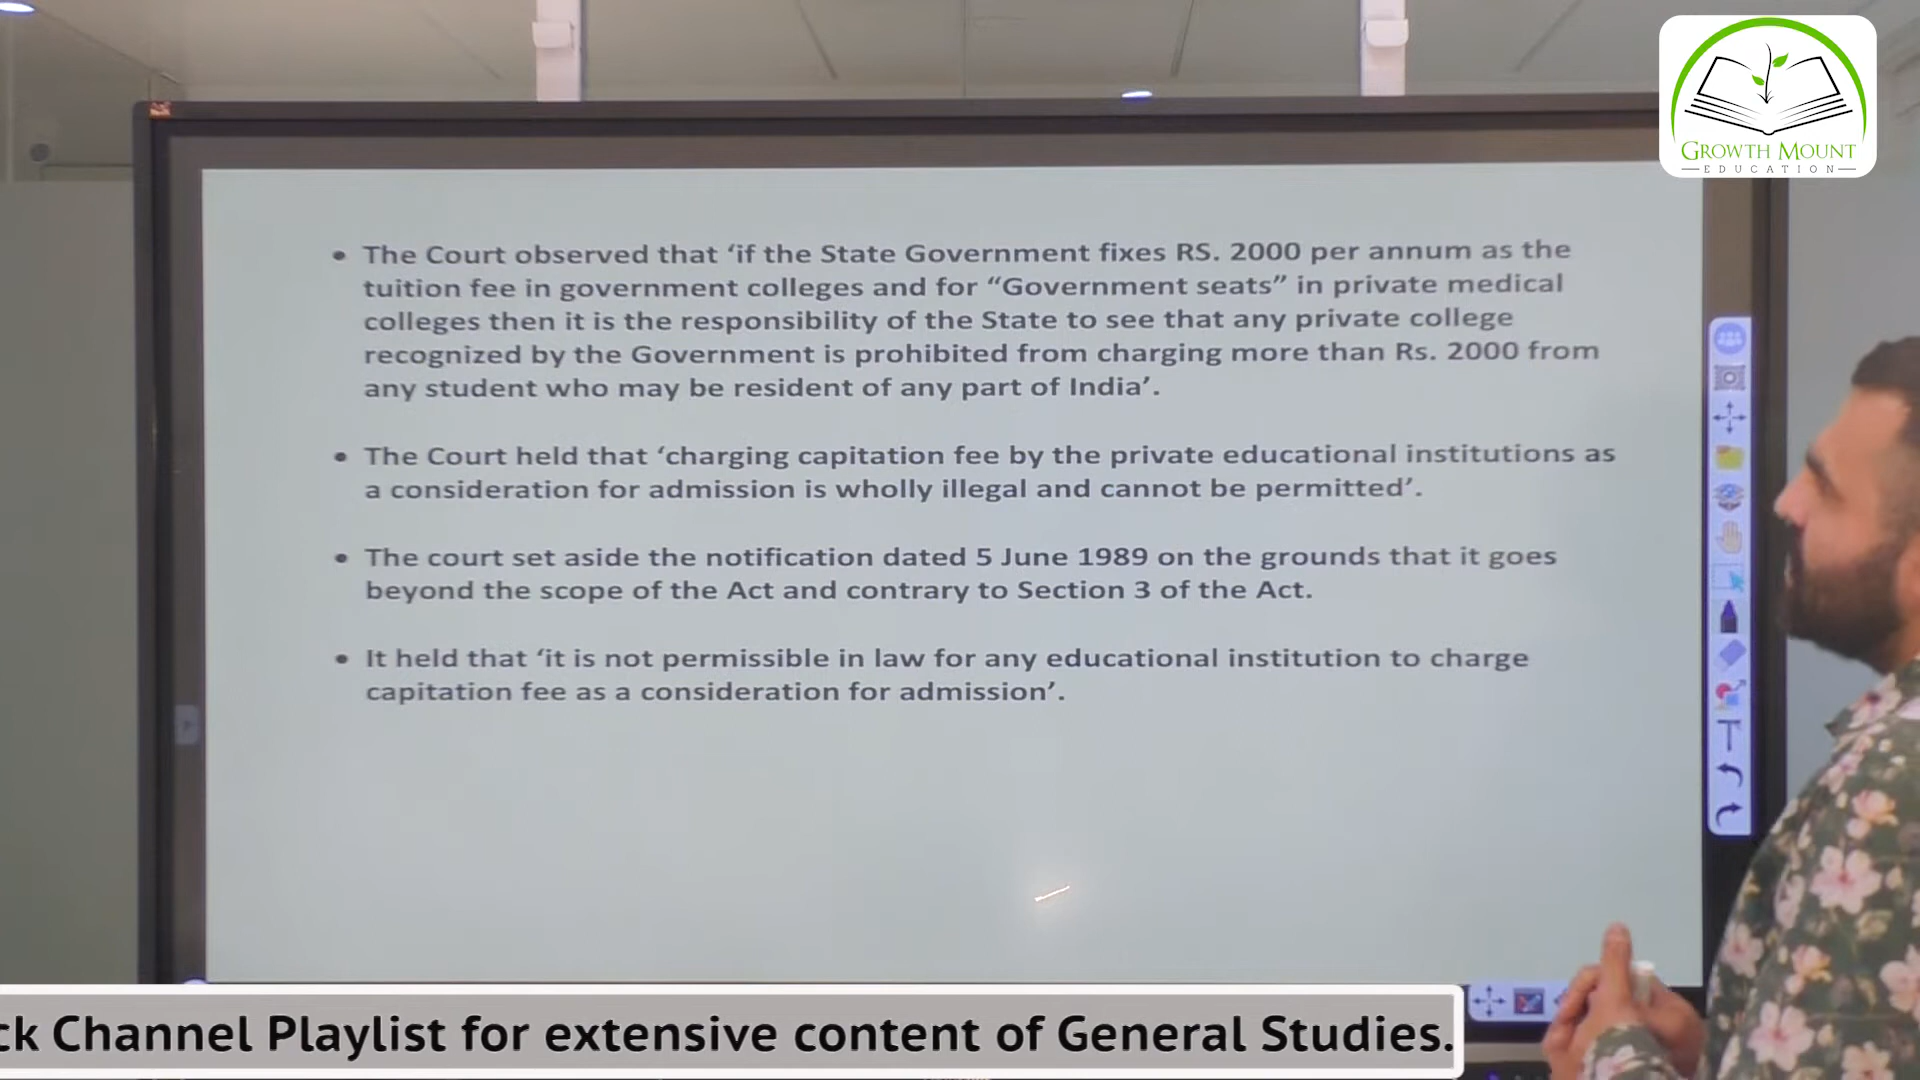 GROWTH MOUNT
EDUCATION
• The Court observed that ‘if the State Government fixes RS. 2000 per annum as the
tuition fee in government colleges and for “Government seats” in private medical
colleges then it is the responsibility of the State to see that any private college
recognized by the Government is prohibited from charging more than Rs. 2000 from
any student who may be resident of any part of India’.
• The Court held that ‘charging capitation fee by the private educational institutions as
a consideration for admission is wholly illegal and cannot be permitted’.
• The court set aside the notification dated 5 June 1989 on the grounds that it goes
beyond the scope of the Act and contrary to Section 3 of the Act.
• It held that ‘it is not permissible in law for any educational institution to charge
capitation fee as a consideration for admission’.
ck Channel Playlist for extensive content of General Studies.